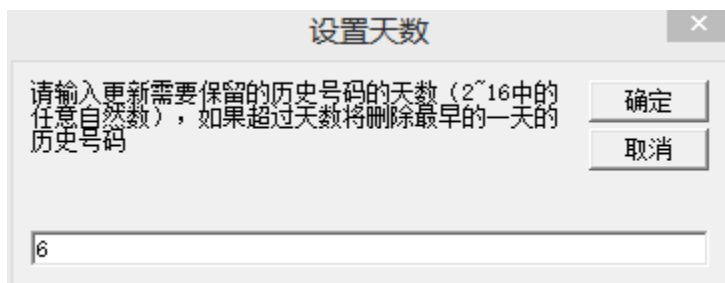 设置天数
×
请输入更新需要保留的历史号码的天数（2~16中的
任意自然数），如果超过天数将删除最早的一天的
历史号码
确定
取消
6